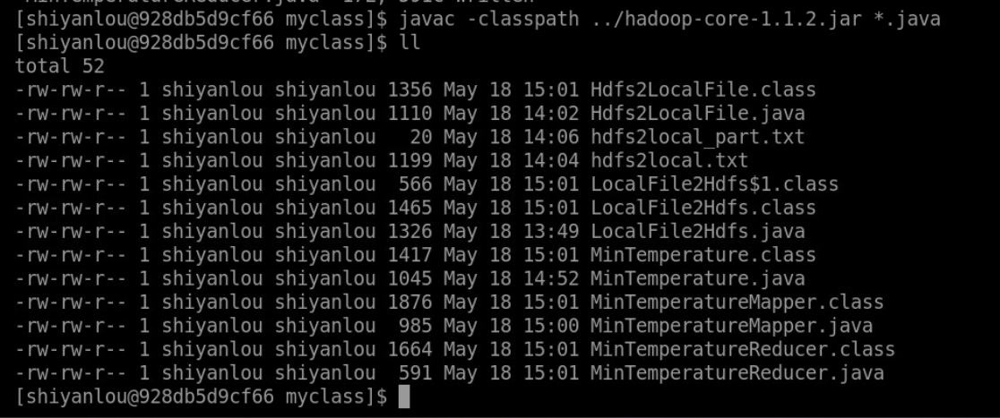 MinTemperatureReducer.java" 17L, 591C written
[shiyanlou@928db5d9cf66 myclass]$ javac -classpath ../hadoop-core-1.1.2.jar *.java
[shiyanlou@928db5d9cf66 myclass]$ ll
total 52
-rw-rw-r-- 1 shiyanlou shiyanlou 1356 May 18 15:01 Hdfs2LocalFile.class
-rw-rw-r-- 1 shiyanlou shiyanlou 1110 May 18 14:02 Hdfs2LocalFile.java
-rw-rw-r-- 1 shiyanlou shiyanlou   20 May 18 14:06 hdfs2local_part.txt
-rw-rw-r-- 1 shiyanlou shiyanlou 1199 May 18 14:04 hdfs2local.txt
-rw-rw-r-- 1 shiyanlou shiyanlou  566 May 18 15:01 LocalFile2Hdfs$1.class
-rw-rw-r-- 1 shiyanlou shiyanlou 1465 May 18 15:01 LocalFile2Hdfs.class
-rw-rw-r-- 1 shiyanlou shiyanlou 1326 May 18 13:49 LocalFile2Hdfs.java
-rw-rw-r-- 1 shiyanlou shiyanlou 1417 May 18 15:01 MinTemperature.class
-rw-rw-r-- 1 shiyanlou shiyanlou 1045 May 18 14:52 MinTemperature.java
-rw-rw-r-- 1 shiyanlou shiyanlou 1876 May 18 15:01 MinTemperatureMapper.class
-rw-rw-r-- 1 shiyanlou shiyanlou  985 May 18 15:00 MinTemperatureMapper.java
-rw-rw-r-- 1 shiyanlou shiyanlou 1664 May 18 15:01 MinTemperatureReducer.class
-rw-rw-r-- 1 shiyanlou shiyanlou  591 May 18 15:01 MinTemperatureReducer.java
[shiyanlou@928db5d9cf66 myclass]$